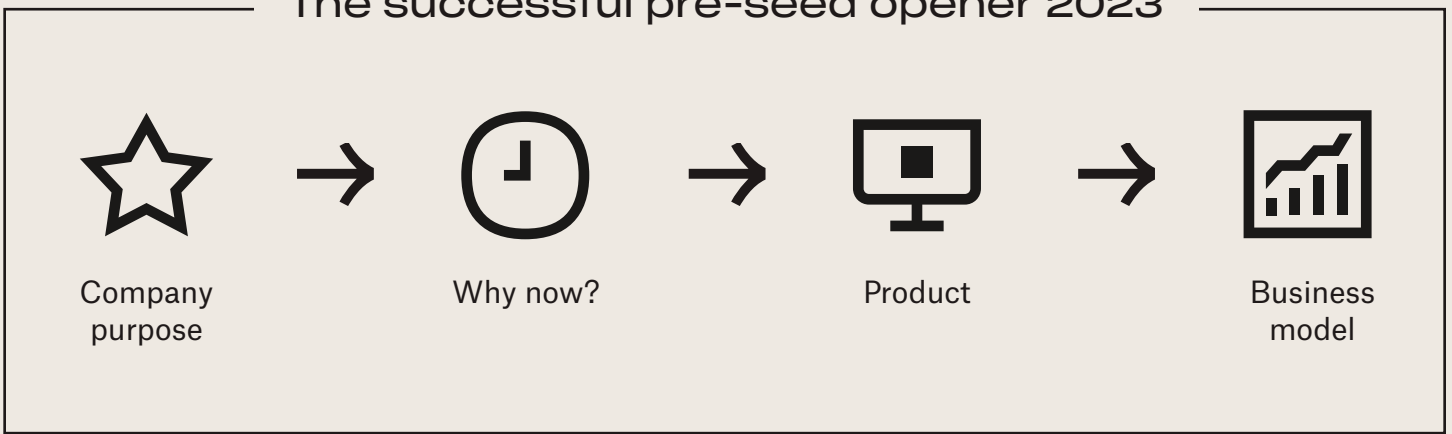 The successful pre-seed opener 2023
Company
purpose
Why now?
Product
Business
model